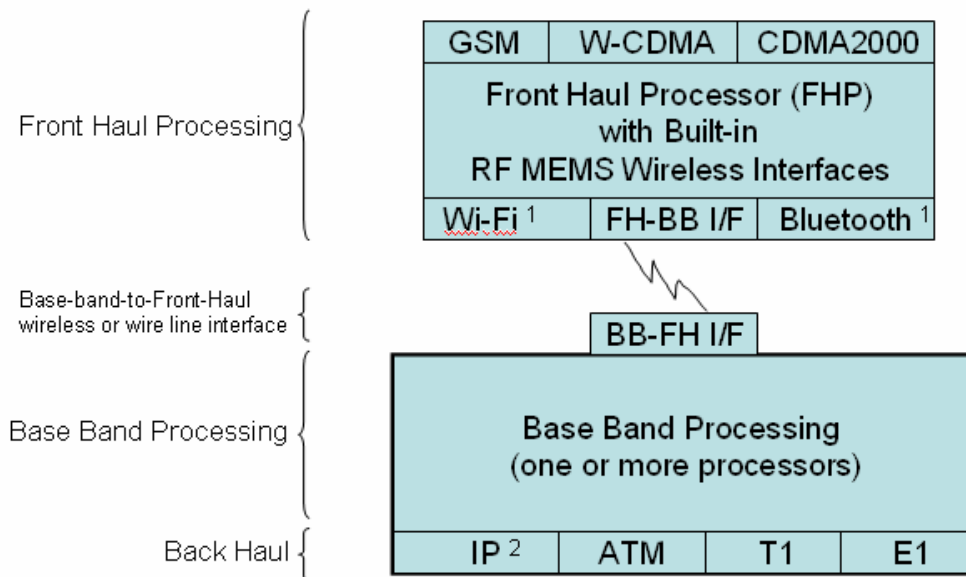 GSM W-CDMA CDMA2000
Front Haul Processor (FHP)
with Built-in
RF MEMS Wireless Interfaces
Front Haul Processing
Wi-Fi 1 FH-BB I/F Bluetooth 1
Base-band-to-Front-Haul
wireless or wire line interface
BB-FH I/F
Base Band Processing
Base Band Processing
(one or more processors)
Back Haul
IP 2 ATM T1 E1